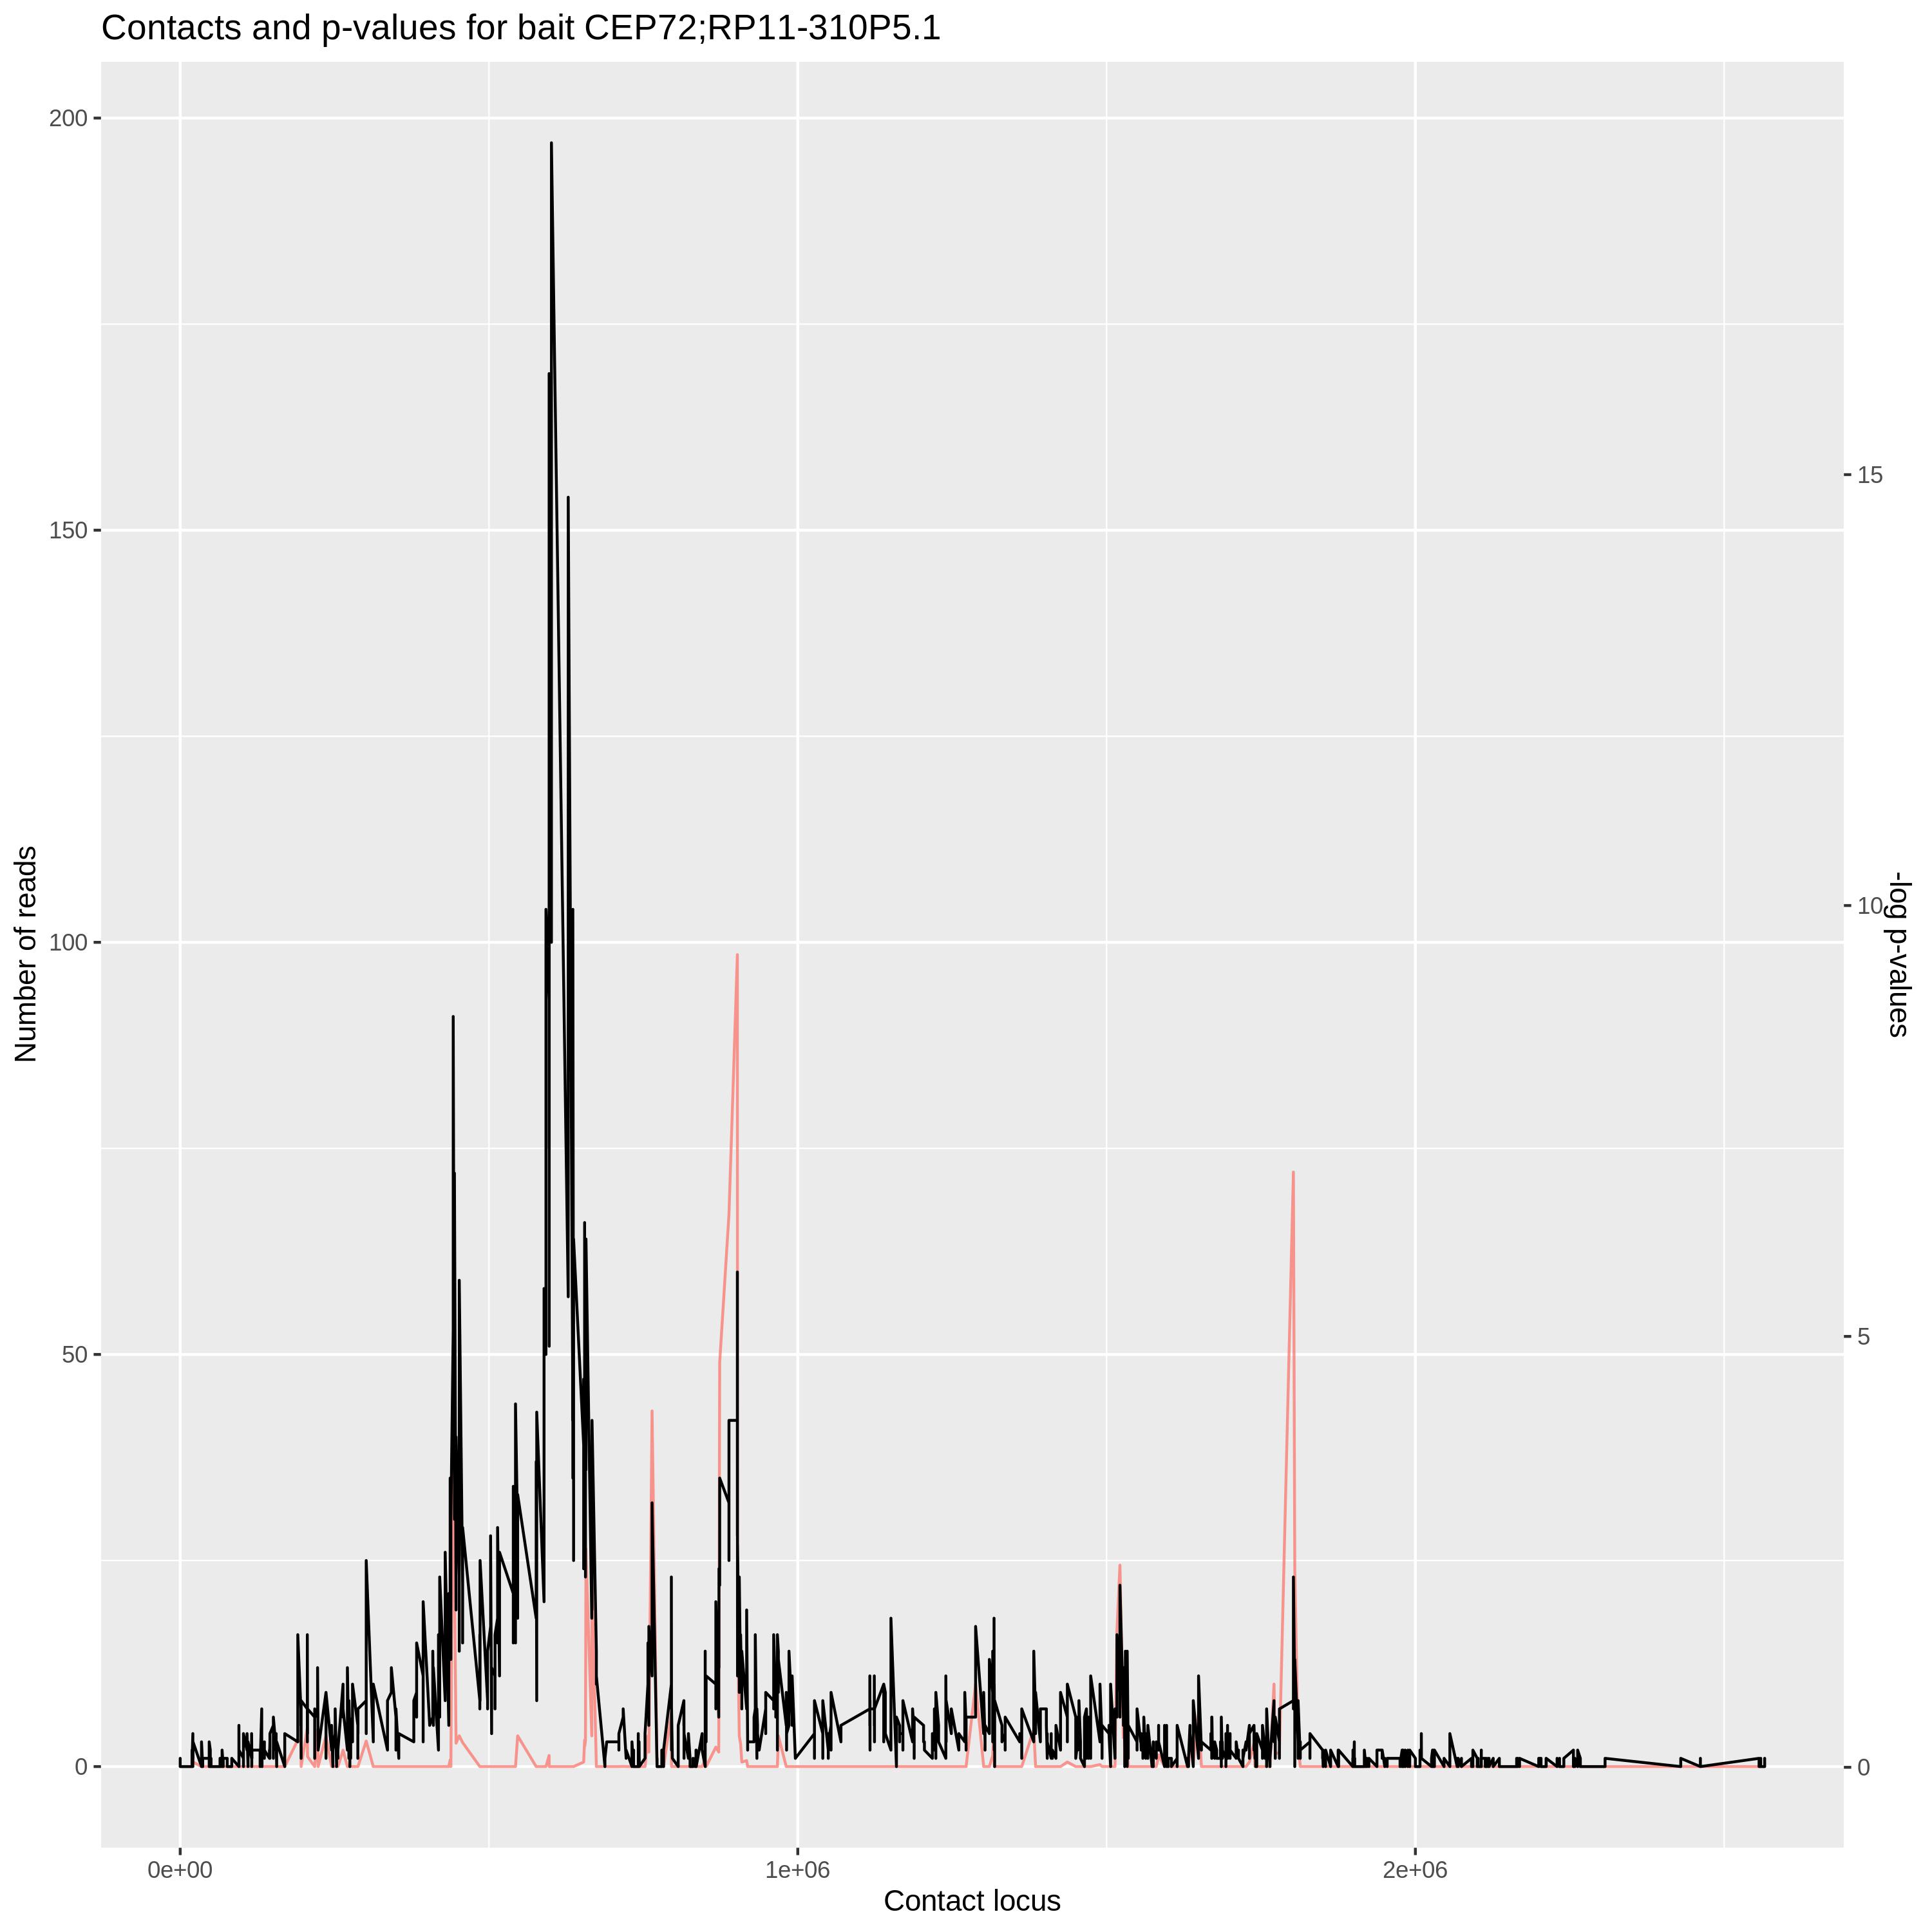 Contacts and p-values for bait CEP72;RP11-310P5.1
200
150
100
50
0
Number of reads
15
10
5
0
-log p-values
0e+00
1e+06
2e+06
Contact locus